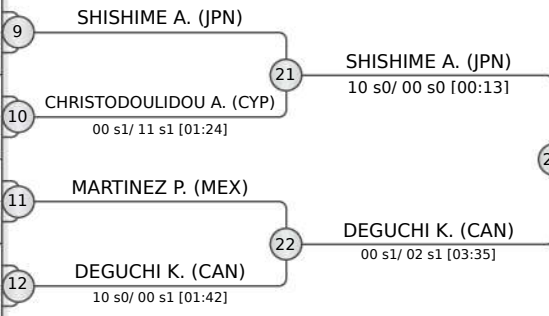 9
SHISHIME A. (JPN)
21
SHISHIME A. (JPN)
10 s0/ 00 s0 [00:13]
10
CHRISTODOULIDOU A. (CYP)
00 s1/ 11 s1 [01:24]
2
11
MARTINEZ P. (MEX)
22
DEGUCHI K. (CAN)
00 s1/ 02 s1 [03:35]
12
DEGUCHI K. (CAN)
10 s0/ 00 s1 [01:42]